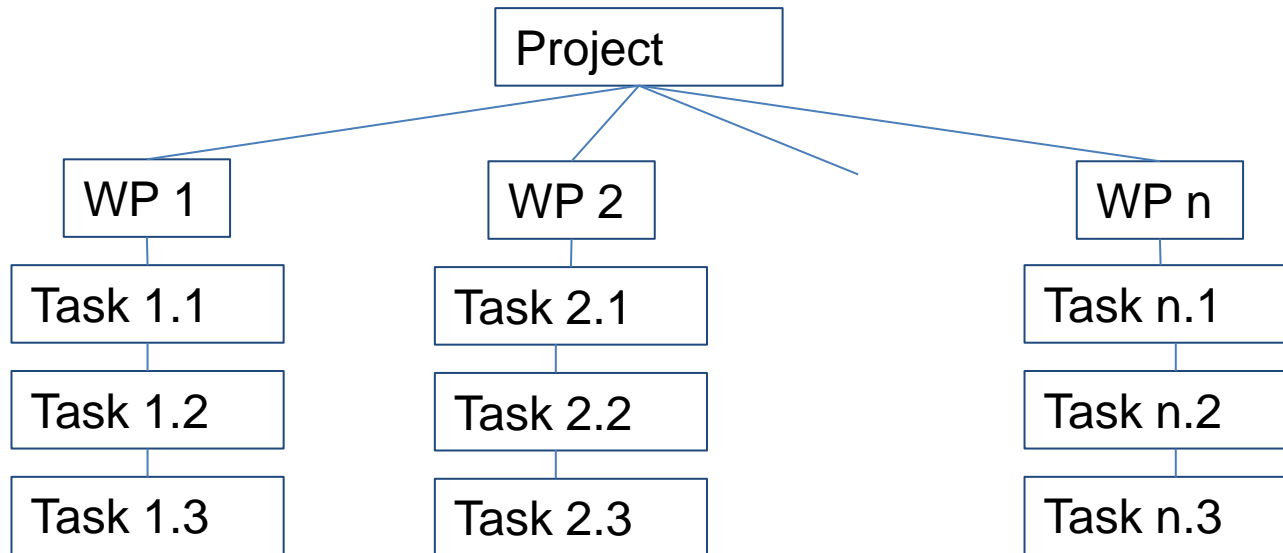 Project
WP 1
WP 2
WP n
Task 1.1
Task 2.1
Task n.1
Task 1.2
Task 2.2
Task n.2
Task 1.3
Task 2.3
Task n.3